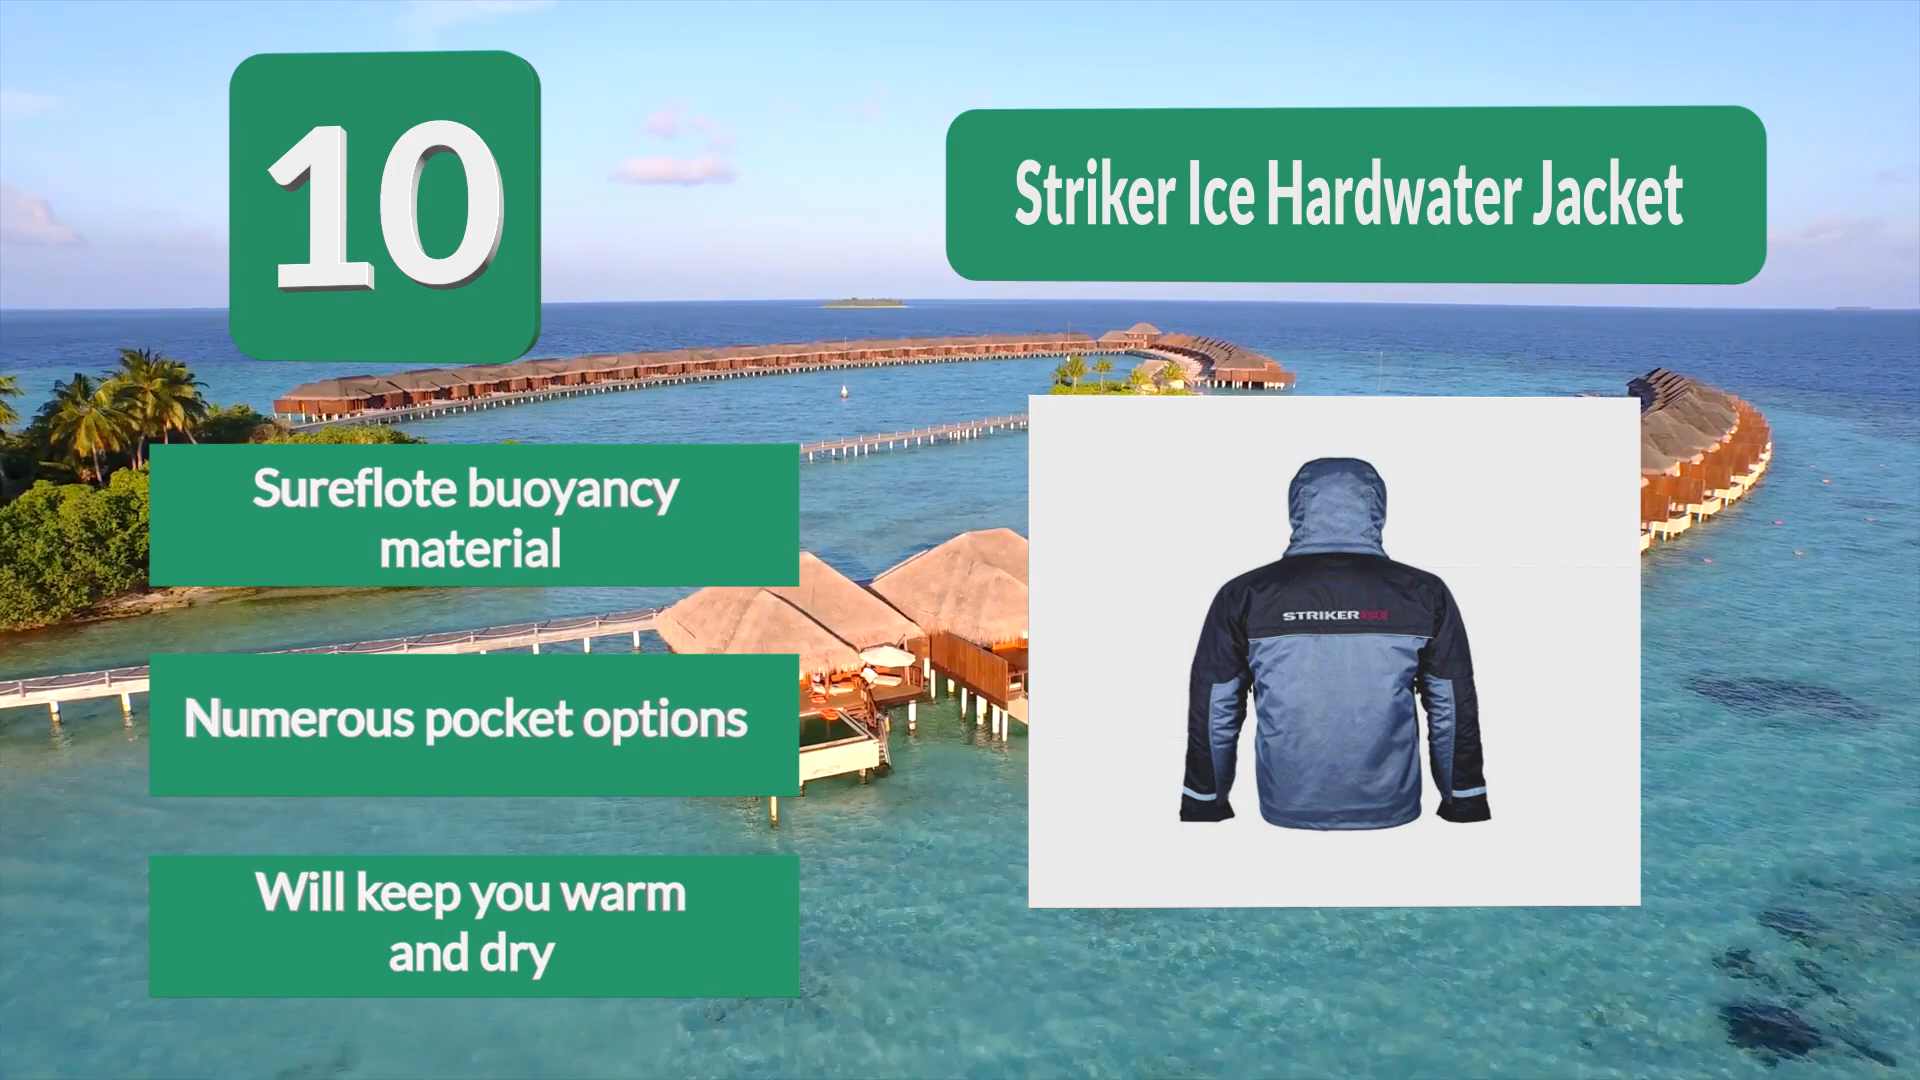 10
Striker Ice Hardwater Jacket
Sureflote buoyancy
material
Numerous pocket options
Will keep you warm
and dry
STRIKER